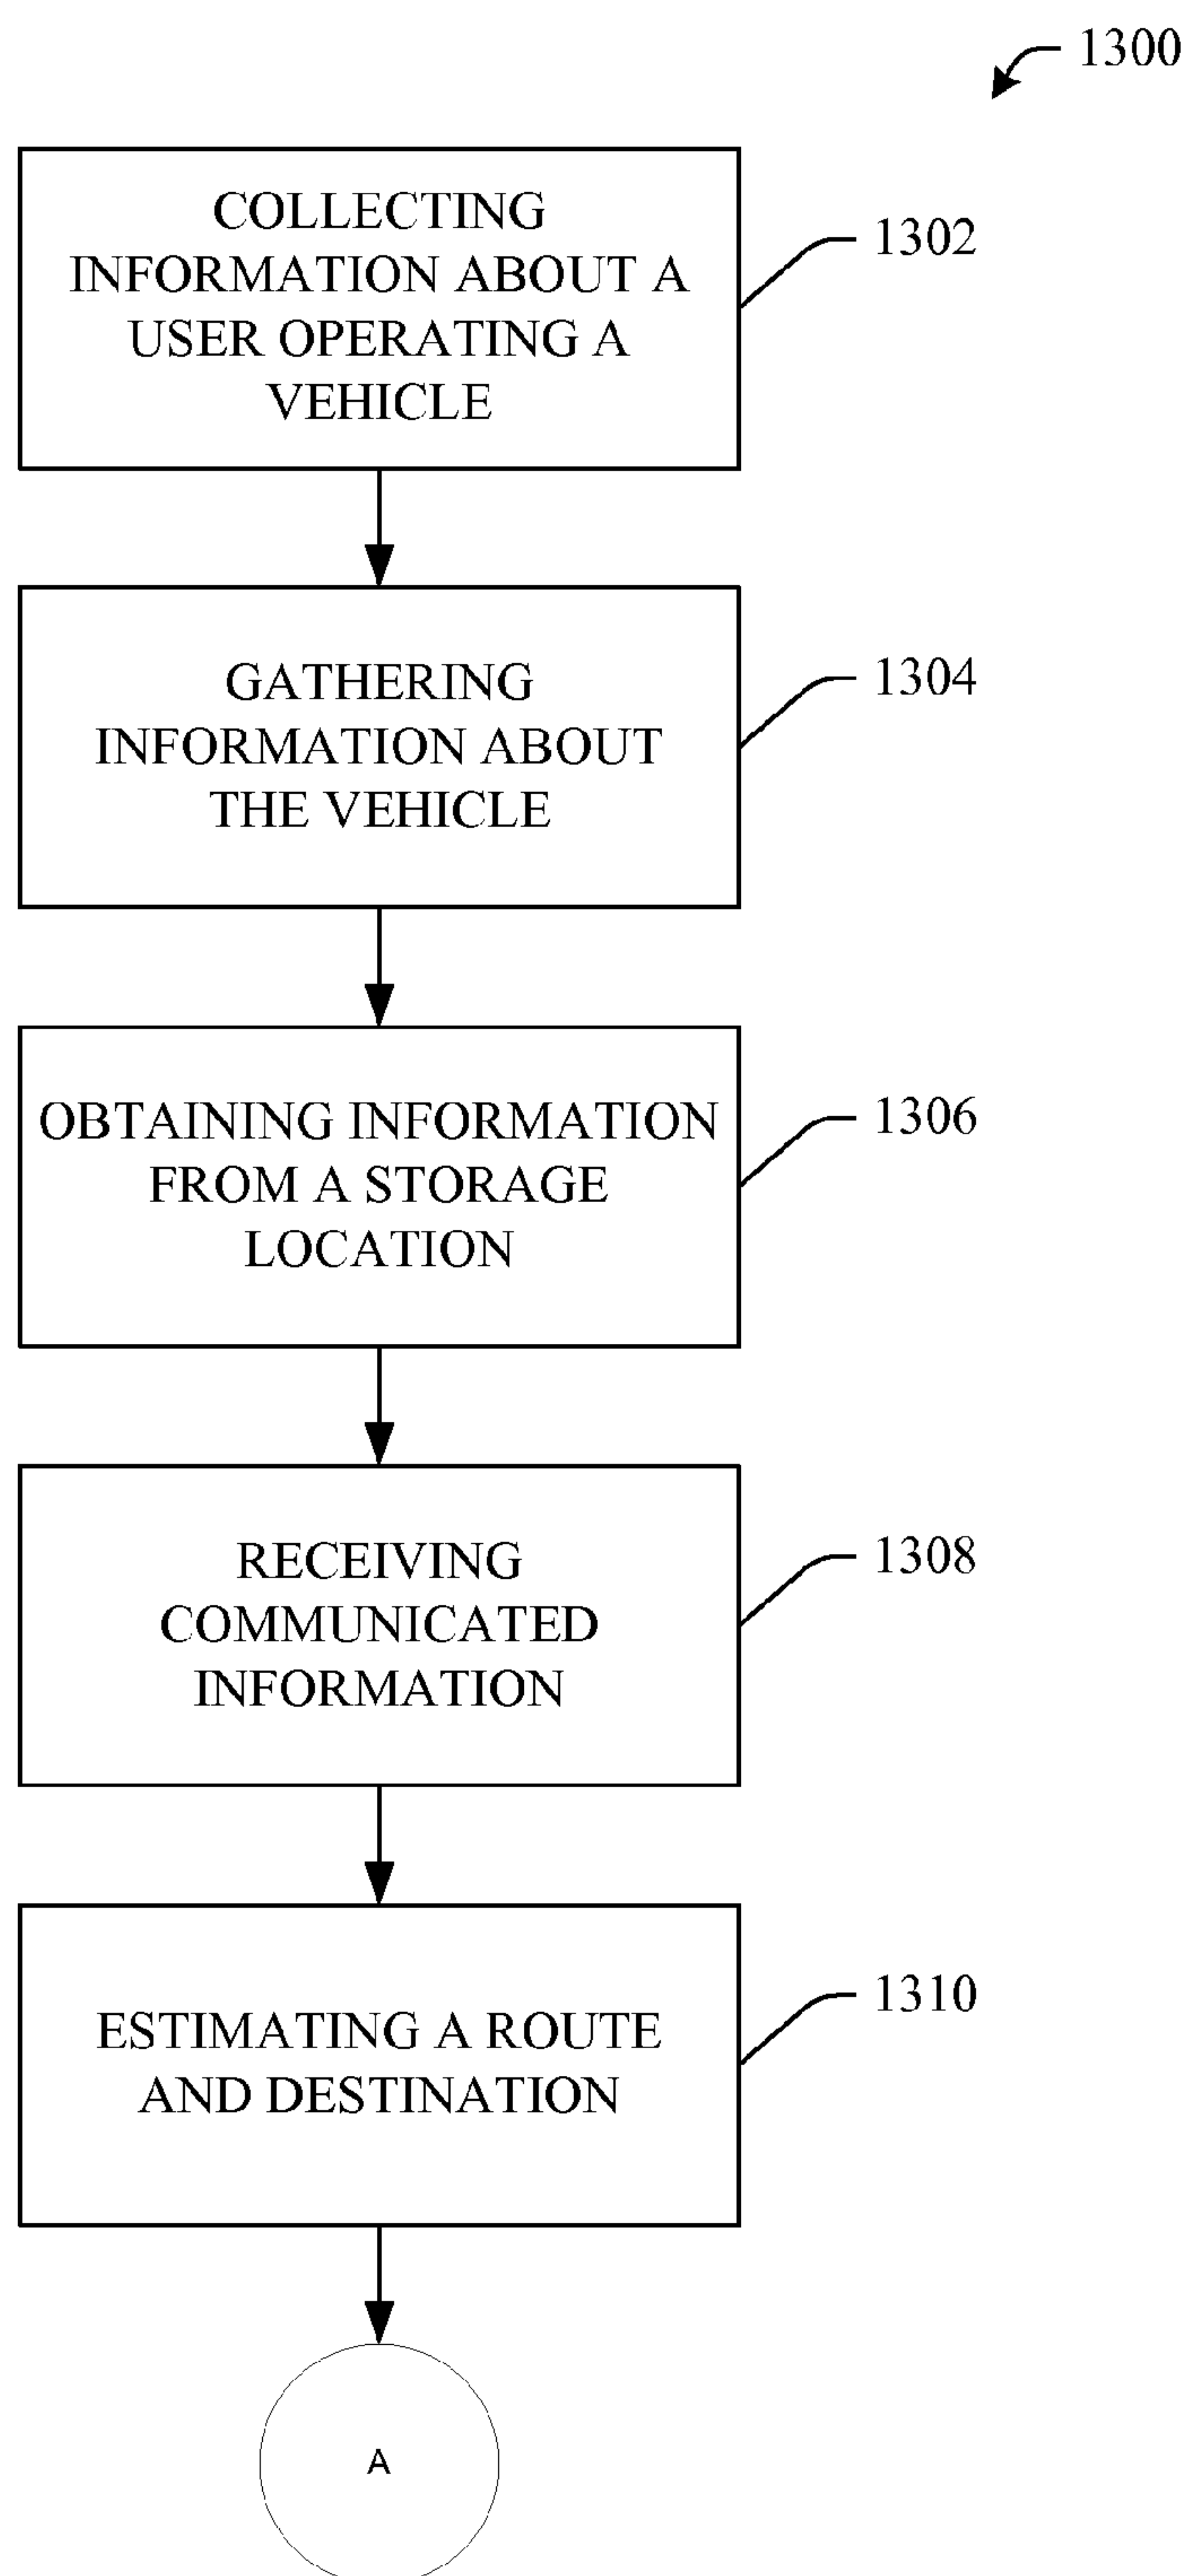 1300
COLLECTING
INFORMATION ABOUT A
USER OPERATING A
VEHICLE
1302
GATHERING
INFORMATION ABOUT
THE VEHICLE
1304
OBTAINING INFORMATION
FROM A STORAGE
LOCATION
1306
RECEIVING
COMMUNICATED
INFORMATION
1308
ESTIMATING A ROUTE
AND DESTINATION
1310
A